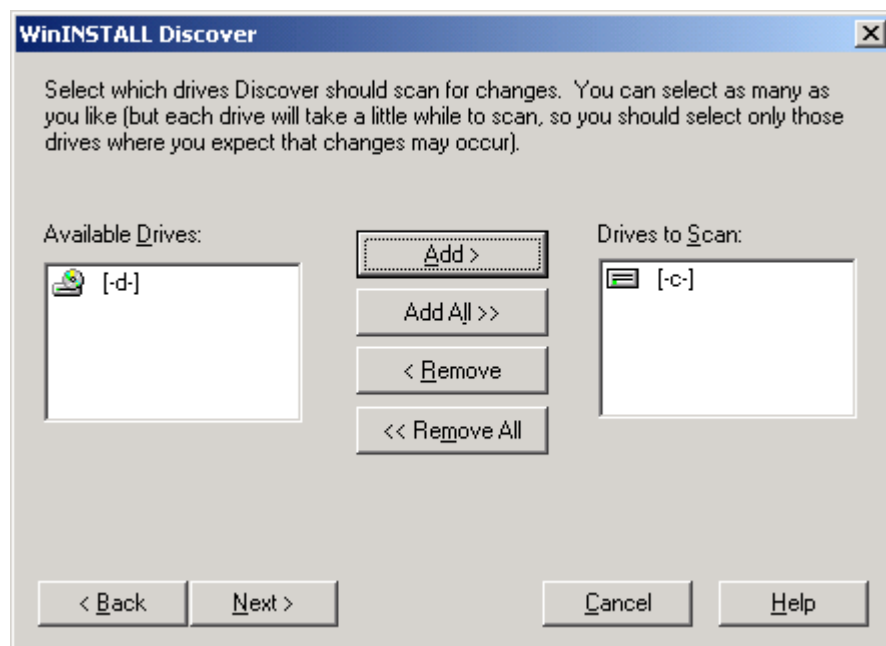 WinINSTALL Discover
Select which drives Discover should scan for changes.  You can select as many as
you like (but each drive will take a little while to scan, so you should select only those
drives where you expect that changes may occur).
Available Drives:
[-d-]
Add >
Add All >>
< Remove
<< Remove All
Drives to Scan:
[-c-]
< Back
Next >
Cancel
Help